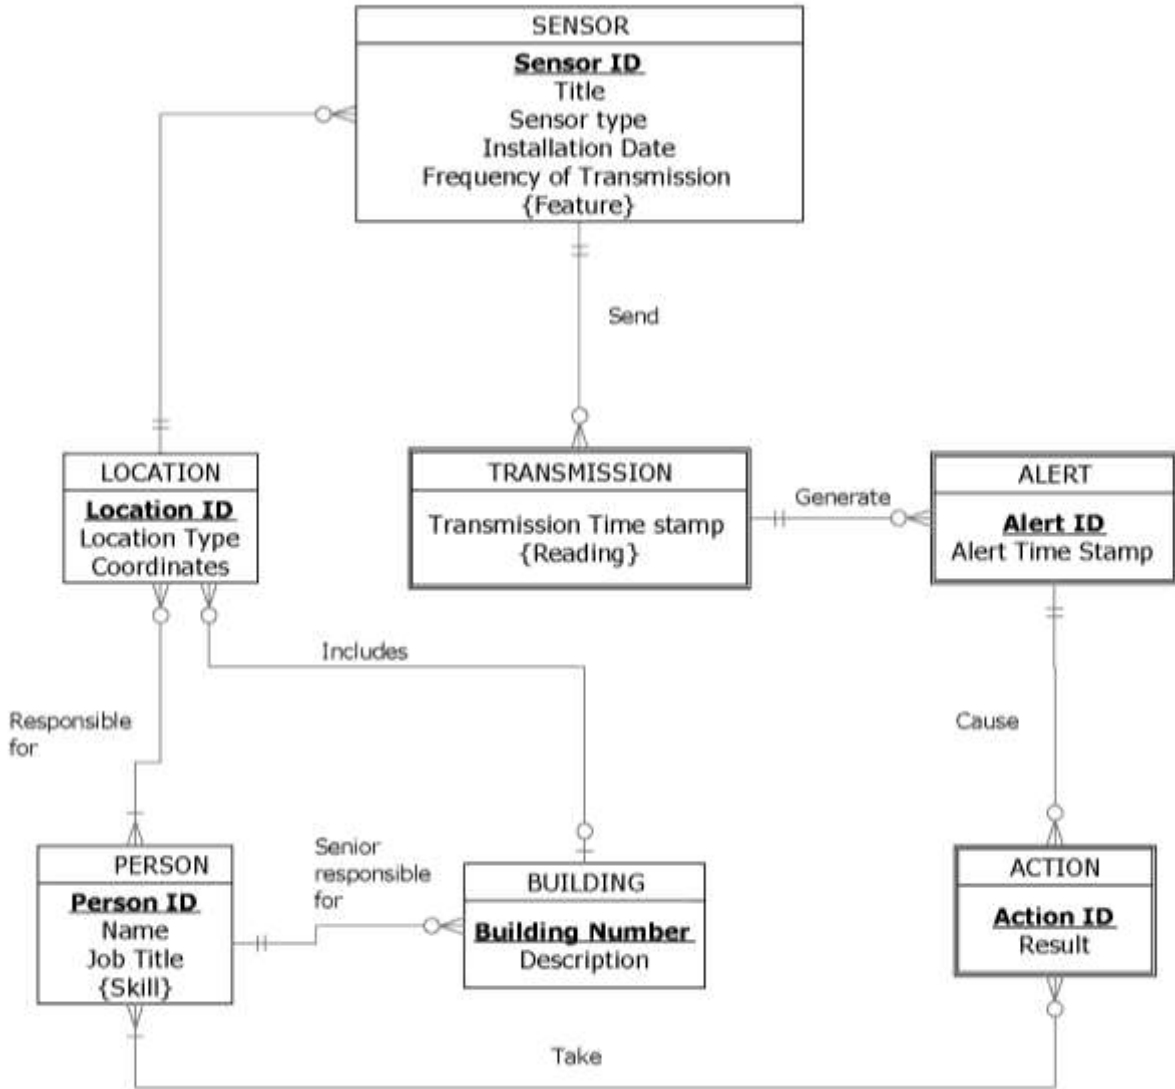 SENSOR
Sensor ID
Title
Sensor type
Installation Date
Frequency of Transmission
{Feature}
Send
LOCATION
Location ID
Location Type
Coordinates
TRANSMISSION
Transmission Time stamp
{Reading}
Generate
ALERT
Alert ID
Alert Time Stamp
Includes
Responsible
for
Cause
PERSON
Person ID
Name
Job Title
{Skill}
Senior
responsible
for
BUILDING
Building Number
Description
ACTION
Action ID
Result
Take